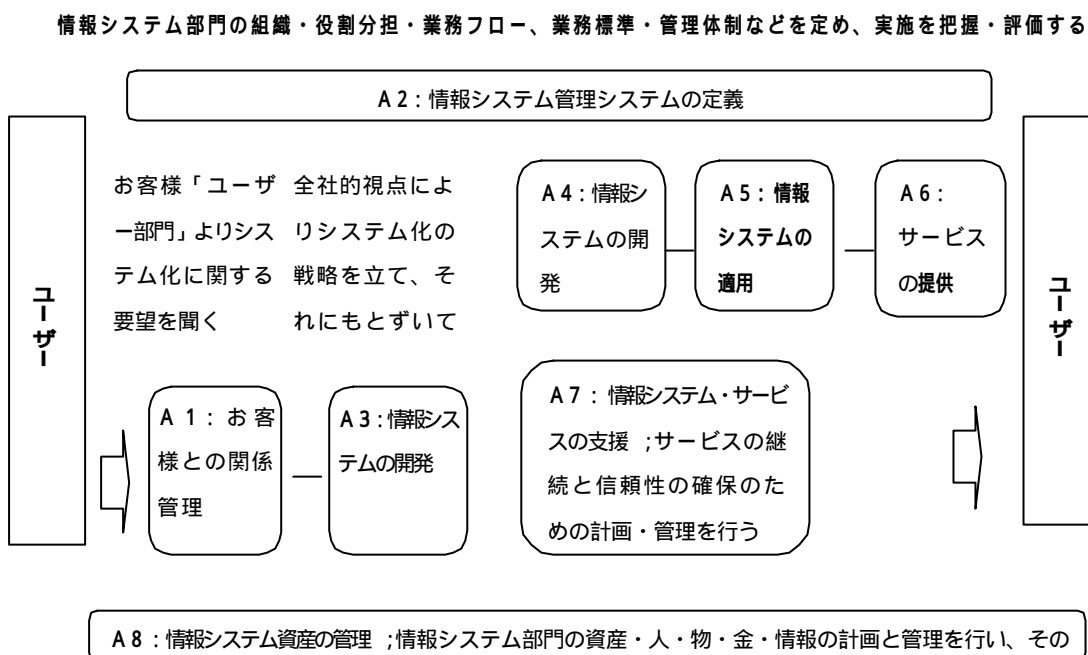 情報システム部門の組織・役割分担・業務フロー、業務標準・管理体制などを定め、実施を把握・評価する
A2:情報システム管理システムの定義
ユーザー
お客様「ユーザ
ー部門」よりシス
テム化に関する
要望を聞く
全社的視点によ
りシステム化の
戦略を立て、そ
れにもとずいて
A4:情報シ
ステムの開
発
A5:情報
システムの
適用
A6:
サービス
の提供
ユーザー
A1:お客
様との関係
管理
A3:情報シス
テムの開発
A7:情報システム・サービ
スの支援 ;サービスの継
続と信頼性の確保のた
めの計画・管理を行う
A8:情報システム資産の管理 ;情報システム部門の資産・人・物・金・情報の計画と管理を行い、その